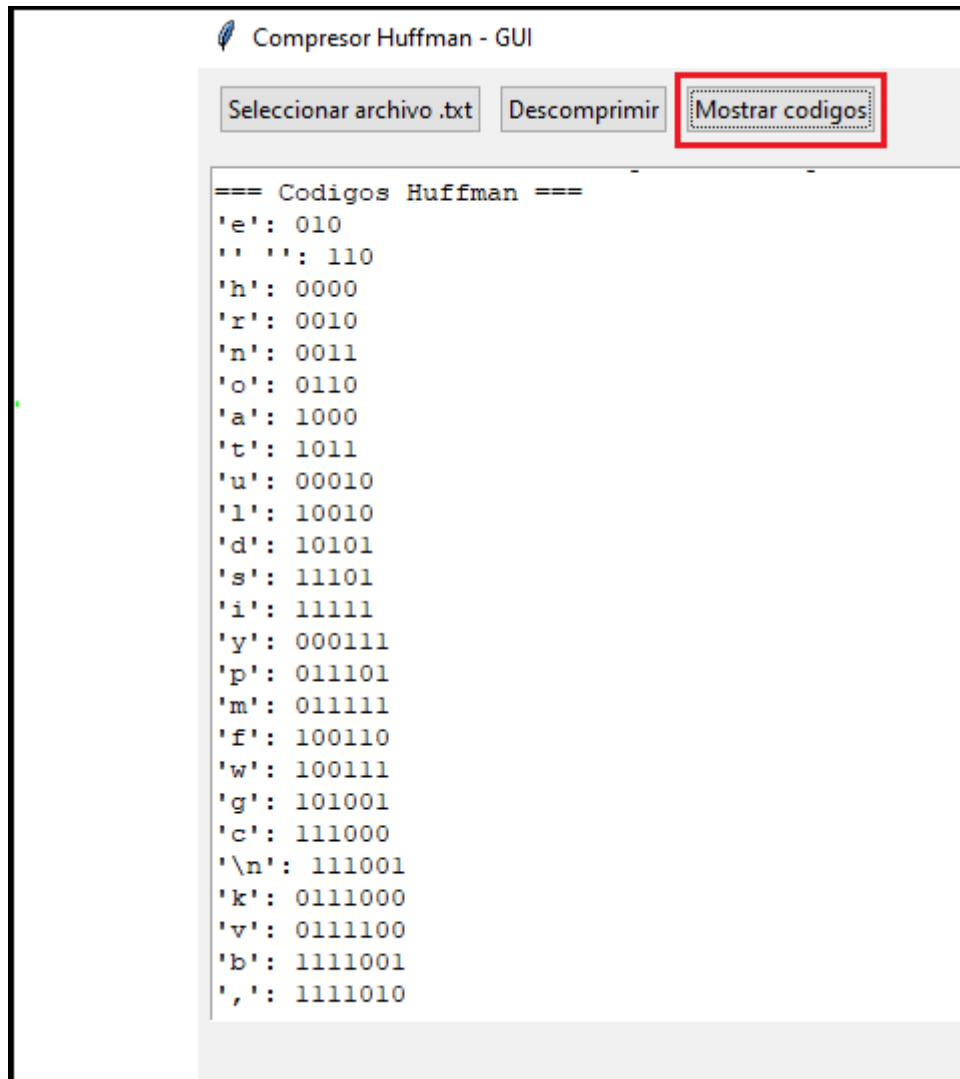 Compresor Huffman - GUI
Seleccionar archivo .txt Descomprimir Mostrar codigos
=== Codigos Huffman ===
'e': 010
'' '': 110
'h': 0000
'r': 0010
'n': 0011
'o': 0110
'a': 1000
't': 1011
'u': 00010
'l': 10010
'd': 10101
's': 11101
'i': 11111
'y': 000111
'p': 011101
'm': 011111
'f': 100110
'w': 100111
'g': 101001
'c': 111000
'\n': 111001
'k': 0111000
'v': 0111100
'b': 1111001
',': 1111010